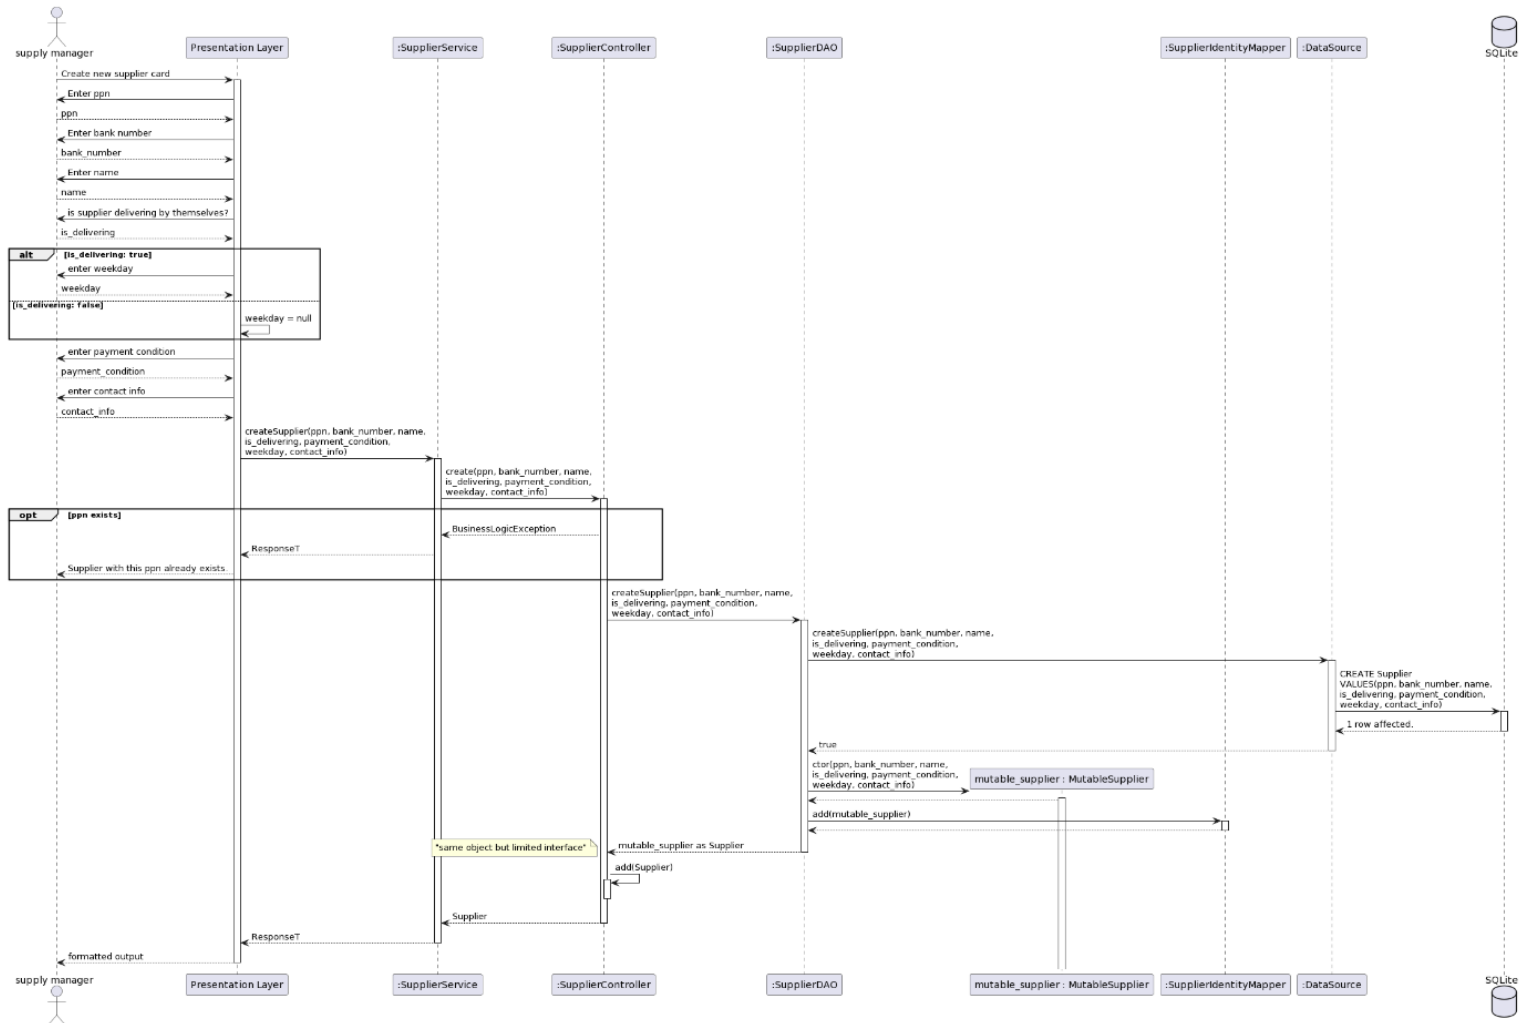 supply manager
Presentation Layer
:SupplierService
:SupplierController
:SupplierDAO
:SupplierIdentityMapper
:DataSource
SQLite
Create new supplier card
Enter ppn
ppn
Enter bank number
bank_number
Enter name
name
is supplier delivering by themselves?
is_delivering
alt
[is_delivering: true]
enter weekday
weekday
[is_delivering: false]
weekday = null
enter payment condition
payment_condition
enter contact info
contact_info
createSupplier(ppn, bank_number, name,
is_delivering, payment_condition,
weekday, contact_info)
create(ppn, bank_number, name,
is_delivering, payment_condition,
weekday, contact_info)
opt
[ppn exists]
BusinessLogicException
ResponseT
Supplier with this ppn already exists.
createSupplier(ppn, bank_number, name,
is_delivering, payment_condition,
weekday, contact_info)
createSupplier(ppn, bank_number, name,
is_delivering, payment_condition,
weekday, contact_info)
CREATE Supplier
VALUES(ppn, bank_number, name,
is_delivering, payment_condition,
weekday, contact_info)
1 row affected.
true
ctor(ppn, bank_number, name,
is_delivering, payment_condition,
weekday, contact_info)
mutable_supplier : MutableSupplier
add(mutable_supplier)
"same object but limited interface"
mutable_supplier as Supplier
add(Supplier)
Supplier
ResponseT
formatted output
supply manager
Presentation Layer
:SupplierService
:SupplierController
:SupplierDAO
mutable_supplier : MutableSupplier
:SupplierIdentityMapper
:DataSource
SQLite